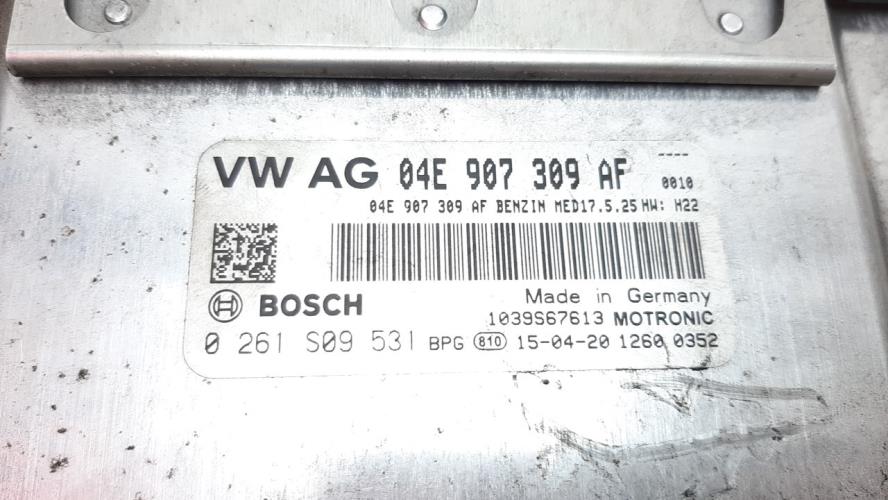 VW AG 04E 907 309 AF ----
0010
04E 907 309 AF BENZIN MED17.5.25 HW: H22
BOSCH
Made in Germany
1039S67613 MOTRONIC
0 261 S09 531 BPG 810 15-04-20 1260 0352